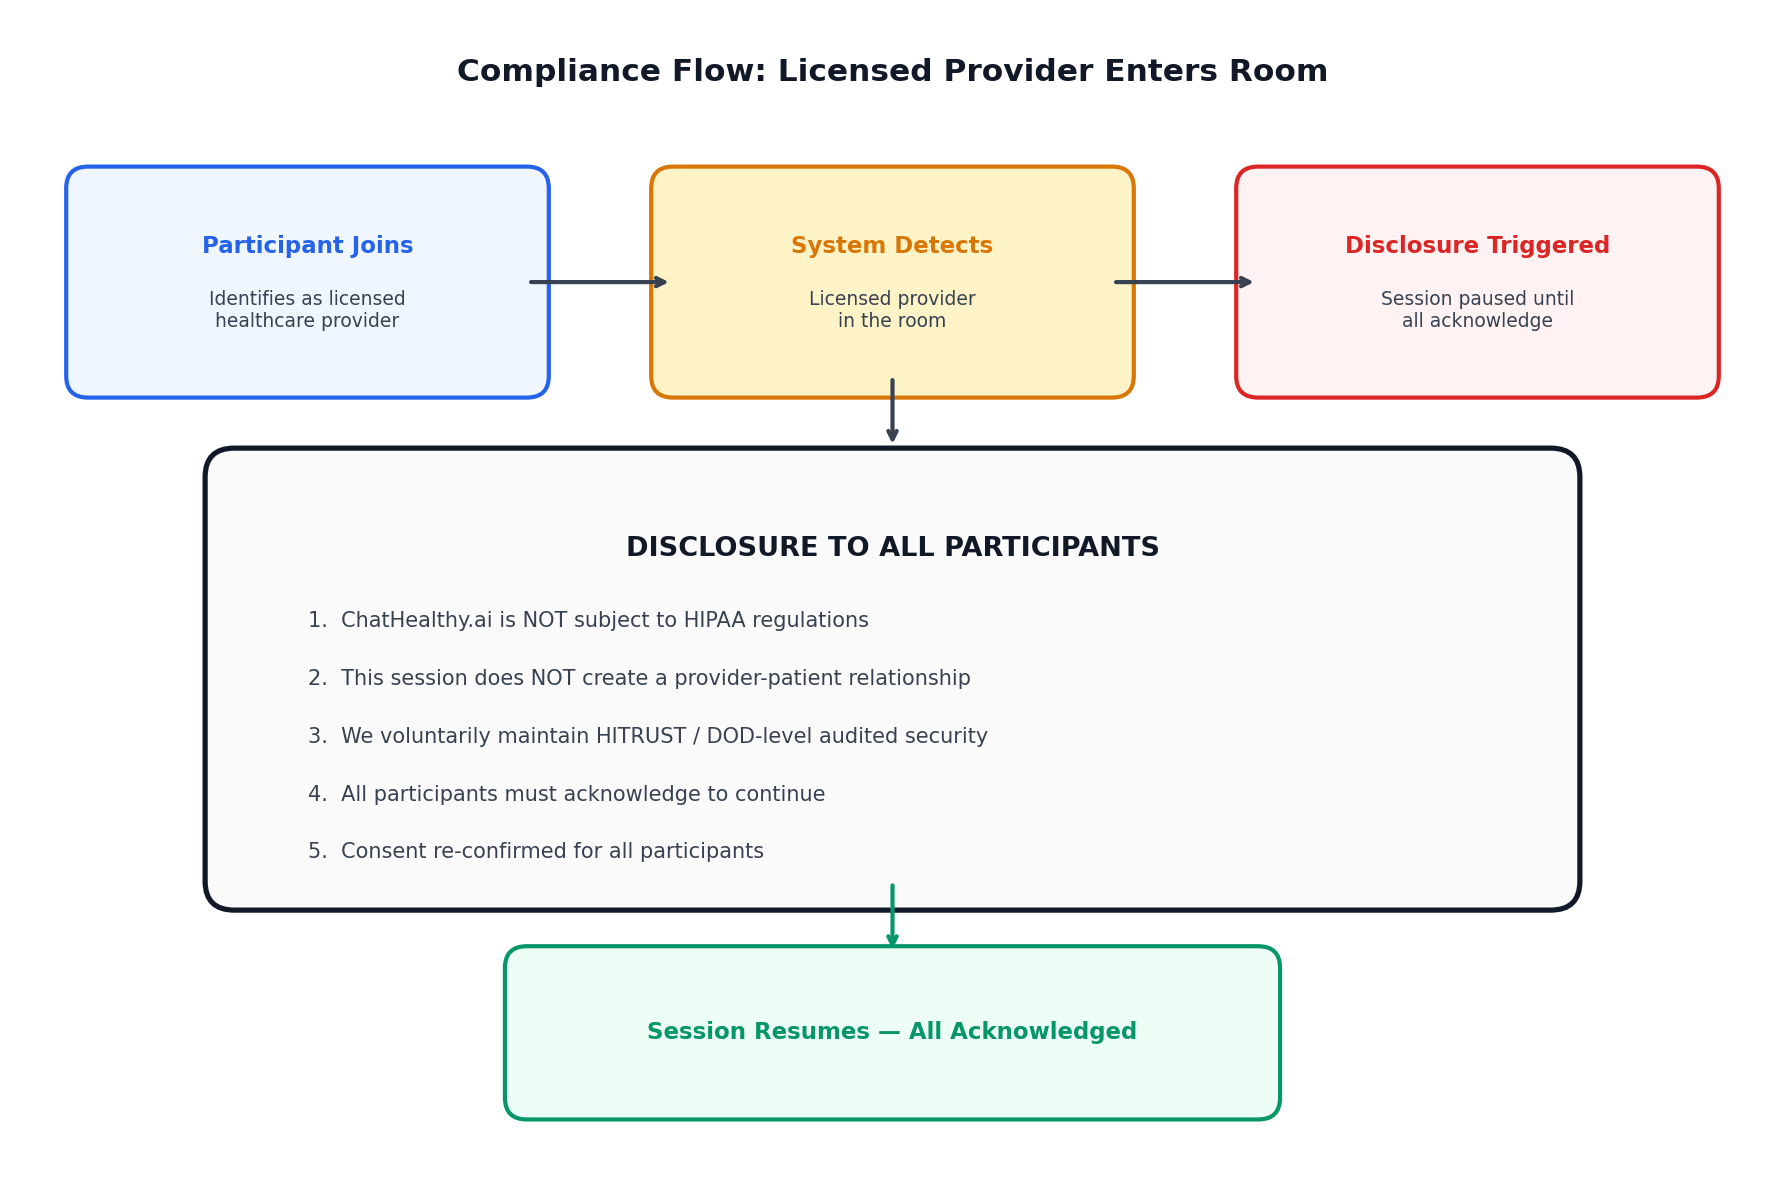 Compliance Flow: Licensed Provider Enters Room
Participant Joins
Identifies as licensed
healthcare provider
System Detects
Licensed provider
in the room
Disclosure Triggered
Session paused until
all acknowledge
DISCLOSURE TO ALL PARTICIPANTS
1. ChatHealthy.ai is NOT subject to HIPAA regulations
2. This session does NOT create a provider-patient relationship
3. We voluntarily maintain HITRUST / DOD-level audited security
4. All participants must acknowledge to continue
5. Consent re-confirmed for all participants
Session Resumes — All Acknowledged